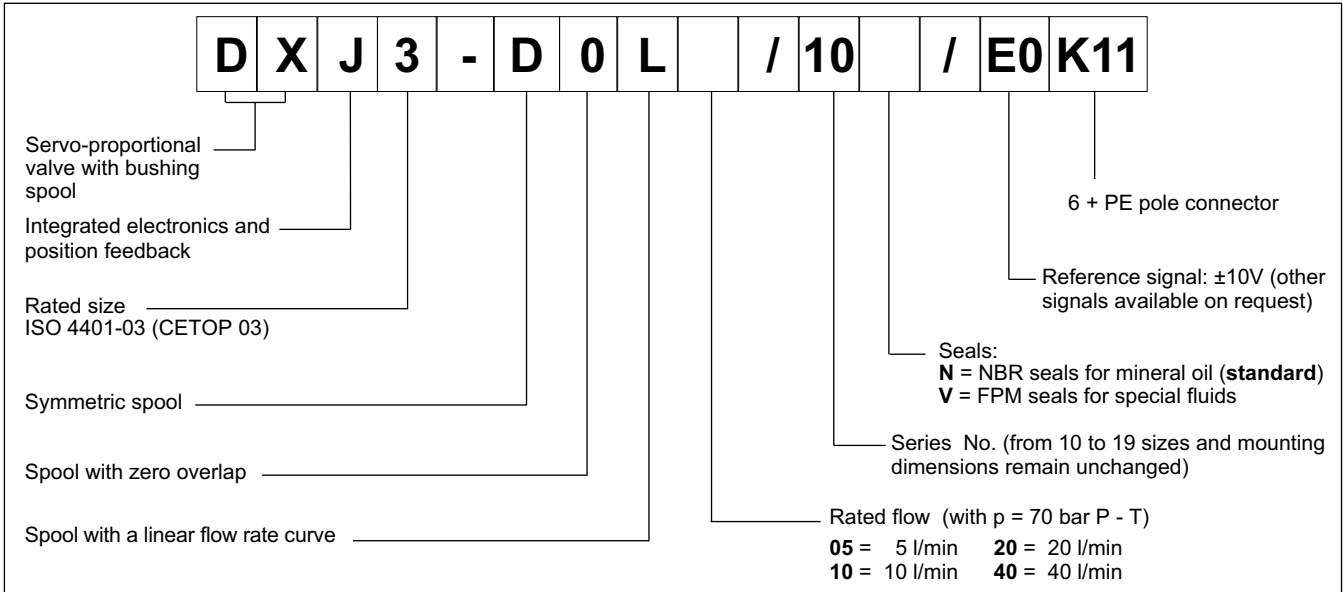 D X J 3 - D 0 L / 10 / E0 K11
Servo-proportional
valve with bushing
spool
Integrated electronics and
position feedback
Rated size
ISO 4401-03 (CETOP 03)
Symmetric spool
Spool with zero overlap
Spool with a linear flow rate curve
6 + PE pole connector
Reference signal: ±10V (other
signals available on request)
Seals:
N = NBR seals for mineral oil (standard)
V = FPM seals for special fluids
Series No. (from 10 to 19 sizes and mounting
dimensions remain unchanged)
Rated flow (with p = 70 bar P - T)
05 = 5 l/min 20 = 20 l/min
10 = 10 l/min 40 = 40 l/min